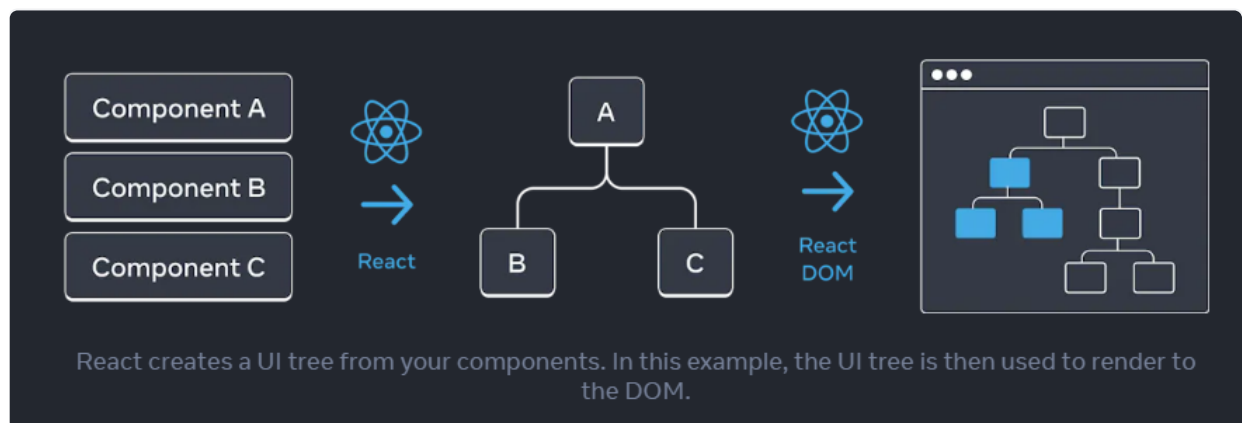 Component A
Component B
Component C
React
A
B
C
React
DOM
React creates a UI tree from your components. In this example, the UI tree is then used to render to
the DOM.